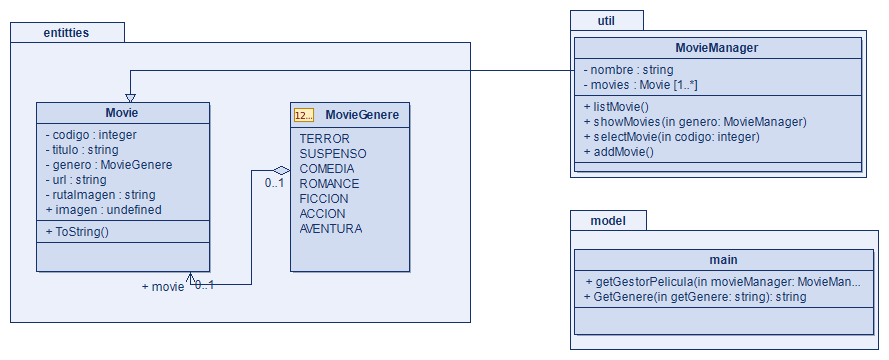 entitties
Movie
- codigo : integer
- titulo : string
- genero : MovieGenere
- url : string
- rutaImagen : string
+ imagen : undefined
+ ToString()
12...
MovieGenere
TERROR
SUSPENSO
COMEDIA
ROMANCE
FICCION
ACCION
AVENTURA
0..1
+ movie
0..1
util
MovieManager
- nombre : string
- movies : Movie [1..*]
+ listMovie()
+ showMovies(in genero: MovieManager)
+ selectMovie(in codigo: integer)
+ addMovie()
model
main
+ getGestorPelicula(in movieManager: MovieMan...
+ GetGenere(in getGenere: string): string